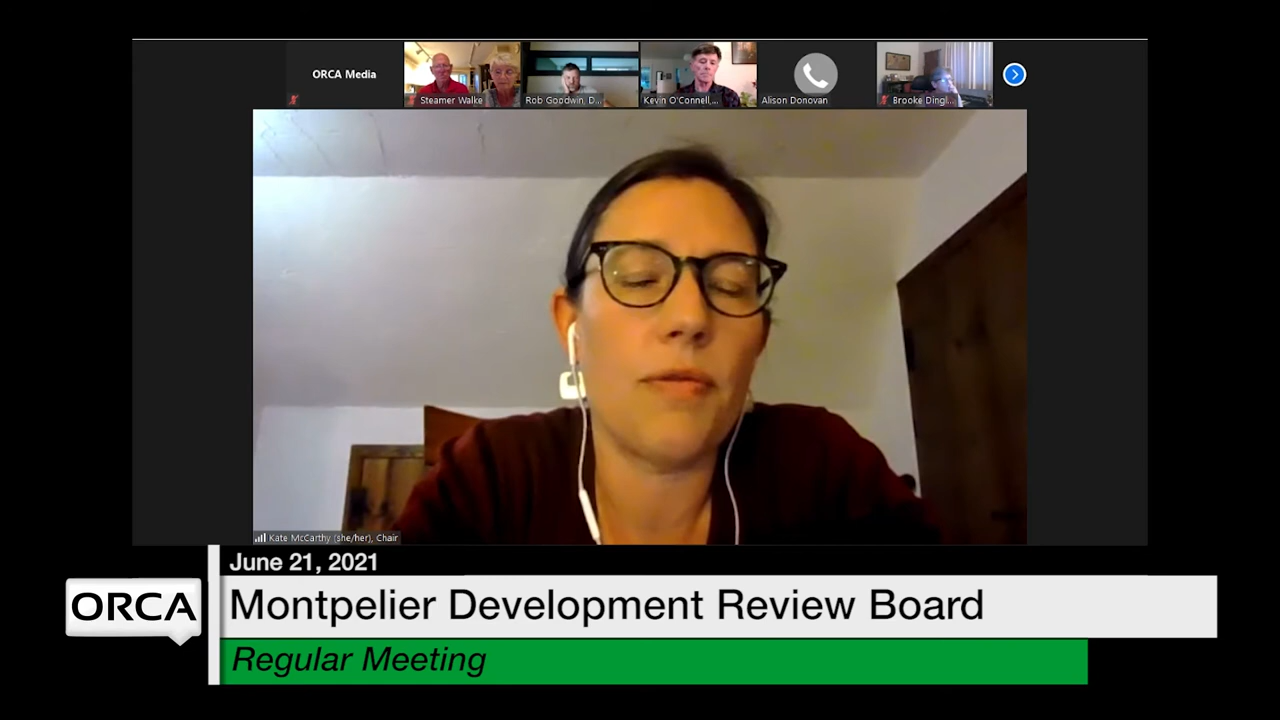 ORCA Media
Steamer Walke
Rob Goodwin, D...
Kevin O'Connell,...
Alison Donovan
Brooke Dingl...
Kate McCarthy (she/her), Chair
June 21, 2021
ORCA
Montpelier Development Review Board
Regular Meeting